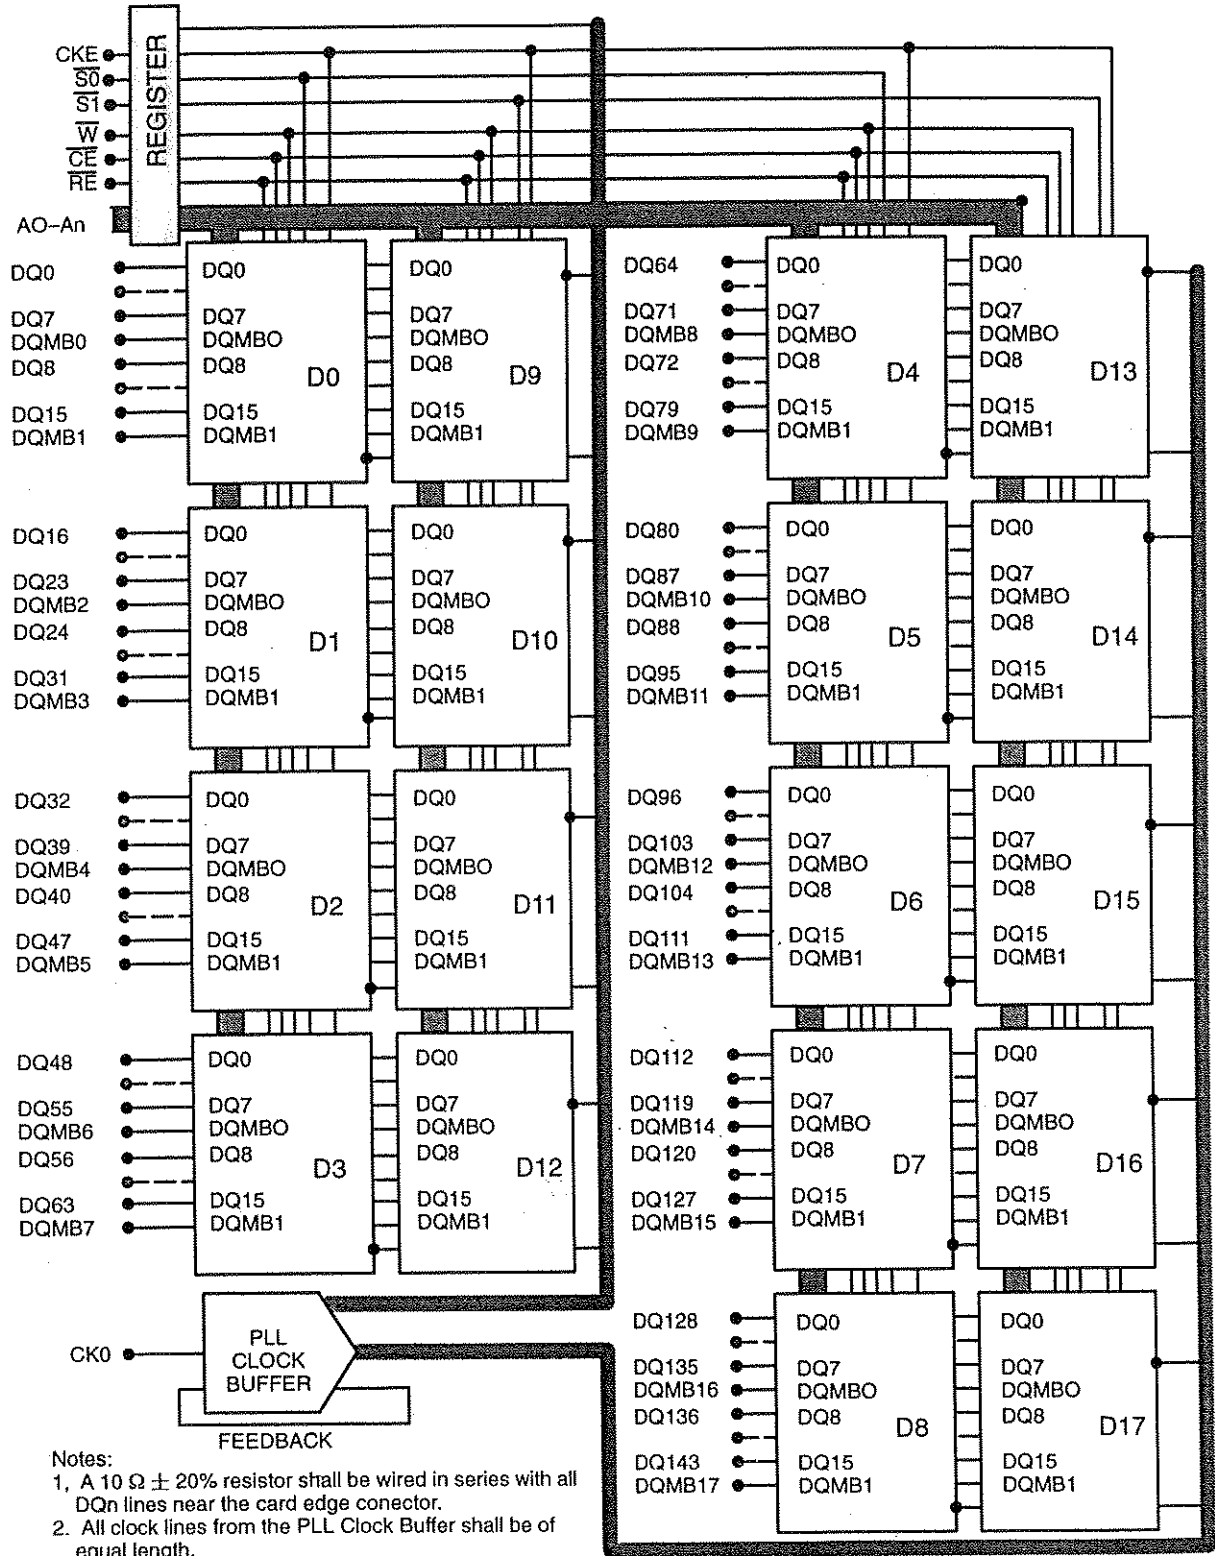 REGISTER
CKE
S0
S1
W
CE
RE
AO–An
DQ0
DQ7
DQMB0
DQ8
DQ15
DQMB1
DQ0
DQ7
DQMBO
DQ8
D0
DQ15
DQMB1
DQ0
DQ7
DQMBO
DQ8
D9
DQ15
DQMB1
DQ16
DQ23
DQMB2
DQ24
DQ31
DQMB3
DQ0
DQ7
DQMBO
DQ8
D1
DQ15
DQMB1
DQ0
DQ7
DQMBO
DQ8
D10
DQ15
DQMB1
DQ32
DQ39
DQMB4
DQ40
DQ47
DQMB5
DQ0
DQ7
DQMBO
DQ8
D2
DQ15
DQMB1
DQ0
DQ7
DQMBO
DQ8
D11
DQ15
DQMB1
DQ48
DQ55
DQMB6
DQ56
DQ63
DQMB7
DQ0
DQ7
DQMBO
DQ8
D3
DQ15
DQMB1
DQ0
DQ7
DQMBO
DQ8
D12
DQ15
DQMB1
DQ64
DQ71
DQMB8
DQ72
DQ79
DQMB9
DQ0
DQ7
DQMBO
DQ8
D4
DQ15
DQMB1
DQ0
DQ7
DQMBO
DQ8
D13
DQ15
DQMB1
DQ80
DQ87
DQMB10
DQ88
DQ95
DQMB11
DQ0
DQ7
DQMBO
DQ8
D5
DQ15
DQMB1
DQ0
DQ7
DQMBO
DQ8
D14
DQ15
DQMB1
DQ96
DQ103
DQMB12
DQ104
DQ111
DQMB13
DQ0
DQ7
DQMBO
DQ8
D6
DQ15
DQMB1
DQ0
DQ7
DQMBO
DQ8
D15
DQ15
DQMB1
DQ112
DQ119
DQMB14
DQ120
DQ127
DQMB15
DQ0
DQ7
DQMBO
DQ8
D7
DQ15
DQMB1
DQ0
DQ7
DQMBO
DQ8
D16
DQ15
DQMB1
DQ128
DQ135
DQMB16
DQ136
DQ143
DQMB17
DQ0
DQ7
DQMBO
DQ8
D8
DQ15
DQMB1
DQ0
DQ7
DQMBO
DQ8
D17
DQ15
DQMB1
CK0
PLL
CLOCK
BUFFER
FEEDBACK
Notes:
1, A 10 Ω ± 20% resistor shall be wired in series with all
DQn lines near the card edge conector.
2. All clock lines from the PLL Clock Buffer shall be of
equal length.